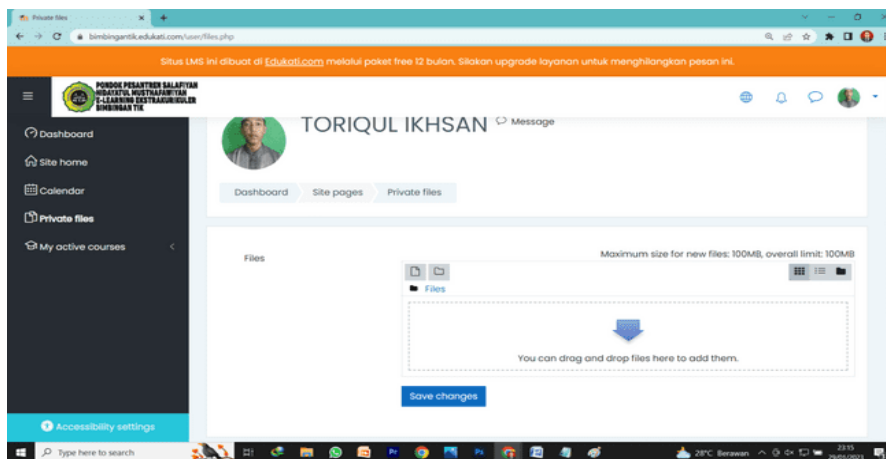 Private files
bimbingantik.edukati.com/user/files.php
Situs LMS ini dibuat di Edukati.com melalui paket free 12 bulan. Silakan upgrade layanan untuk menghilangkan pesan ini.
PONDOK PESANTREN SALAFIYAH
HIDAYATUL MUSTHAFAWIYAH
E-LEARNING EKSTRAKURIKULER
BIMBINGAN TIK
TORIQUL IKHSAN Message
Dashboard
Site home
Calendar
Private files
My active courses
Dashboard Site pages Private files
Files
Maximum size for new files: 100MB, overall limit: 100MB
Files
You can drag and drop files here to add them.
Save changes
Accessibility settings
Type here to search
28°C Berawan
23:15
29/03/2023